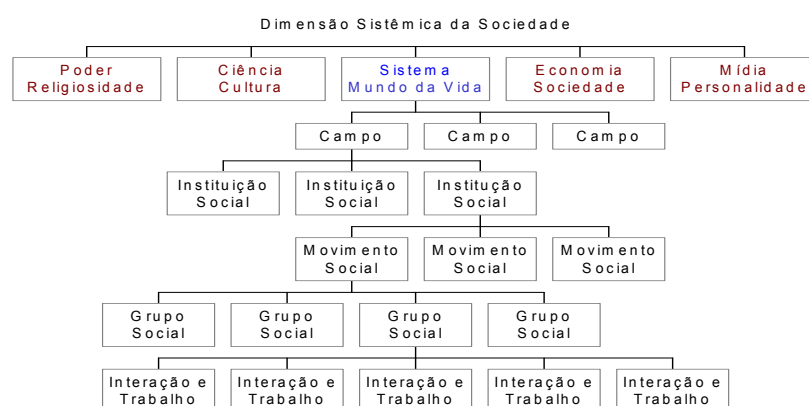 Dimensão Sistêmica da Sociedade
Poder
Religiosidade
Ciência
Cultura
Sistema
Mundo da Vida
Economia
Sociedade
Mídia
Personalidade
Campo
Campo
Campo
Instituição
Social
Instituição
Social
Institução
Social
Movimento
Social
Movimento
Social
Movimento
Social
Grupo
Social
Grupo
Social
Grupo
Social
Grupo
Social
Interação e
Trabalho
Interação e
Trabalho
Interação e
Trabalho
Interação e
Trabalho
Interação e
Trabalho